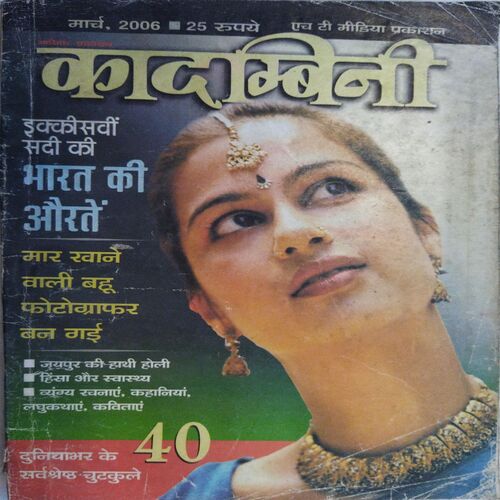 मार्च, 2006 ■ 25 रुपये एच टी मीडिया प्रकाशन
कादम्बिनी
इक्कीसवीं
सदी की
भारत की
औरतें
मार खाने
वाली बहू
फोटोग्राफर
बन गई
■ जयपुर की हाथी होली
■ हिंसा और स्वास्थ्य
■ व्यंग्य रचनाएं, कहानियां,
लघुकथाएं, कविताएं
40
दुनियाभर के
सर्वश्रेष्ठ चुटकुले